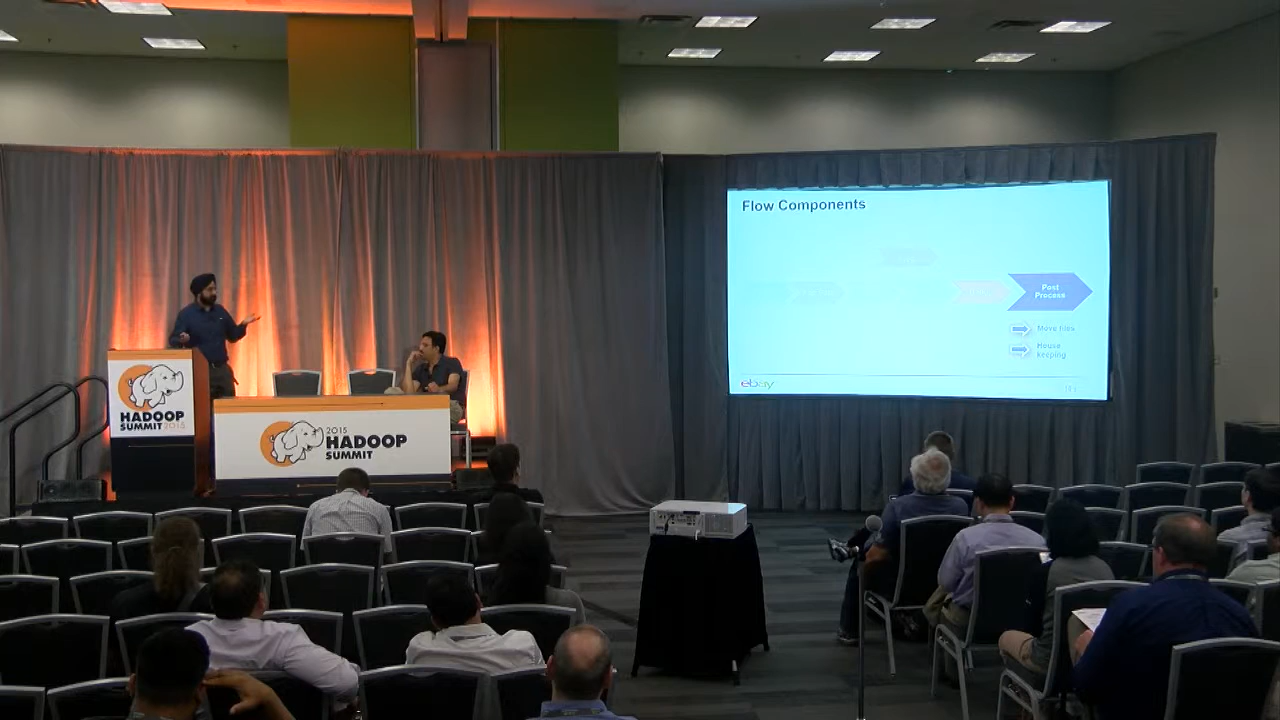 Flow Components
Post
Process
Move files
House
keeping
ebay
HADOOP
SUMMIT 2015
2015
HADOOP
SUMMIT